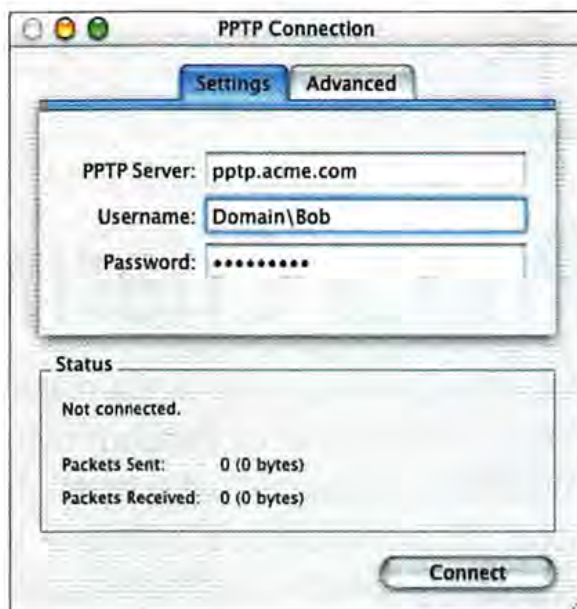 PPTP Connection
Settings Advanced
PPTP Server: pptp.acme.com
Username: Domain\Bob
Password: •••••••••
Status
Not connected.
Packets Sent: 0 (0 bytes)
Packets Received: 0 (0 bytes)
Connect